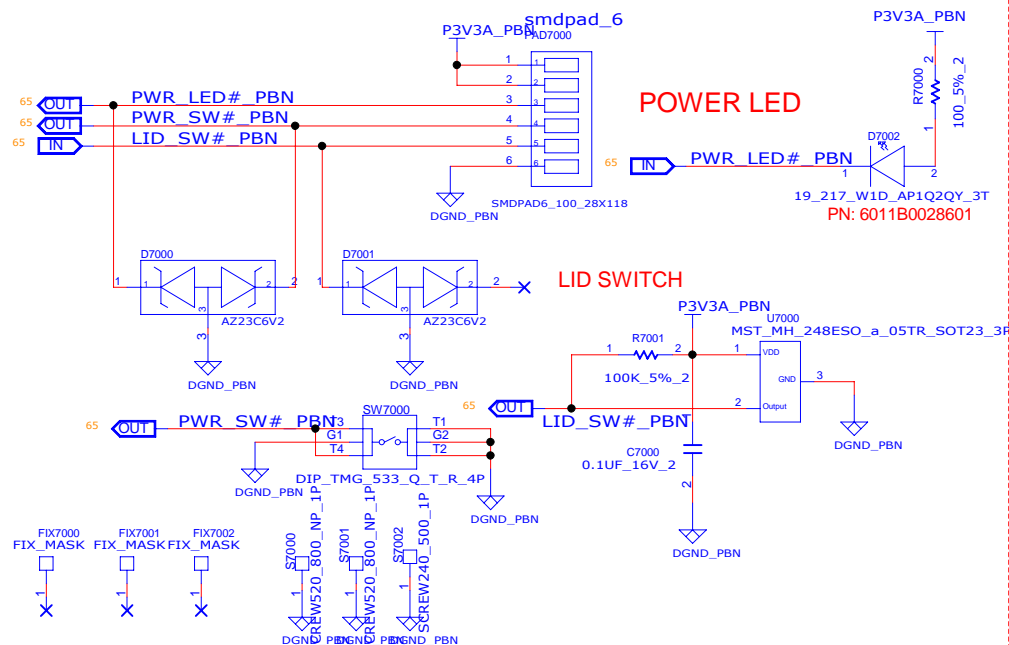 smdpad_6
PAD7000
P3V3A_PBN
P3V3A_PBN
1
2
3
4
5
6
1
2
3
4
5
6
65 OUT PWR_LED#_PBN
65 OUT PWR_SW#_PBN
65 IN LID_SW#_PBN
DGND_PBN
SMDPAD6_100_28X118
POWER LED
R7000
2
1
100_5%_2
65 IN PWR_LED#_PBN
D7002
1
2
19_217_W1D_AP1Q2QY_3T
PN: 6011B0028601
D7000
1
1
2
2
3
3
AZ23C6V2
DGND_PBN
D7001
1
1
2
2
3
3
AZ23C6V2
DGND_PBN
LID SWITCH
P3V3A_PBN
U7000
MST_MH_248ESO_a_05TR_SOT23_3P
R7001
1
2
100K_5%_2
1
VDD
GND
3
2
Output
65 OUT
LID_SW#_PBN
DGND_PBN
1
C7000
0.1UF_16V_2
2
DGND_PBN
65 OUT PWR_SW#_PBN
SW7000
T3
G1
T4
T1
G2
T2
DIP_TMG_533_Q_T_R_4P
DGND_PBN
DGND_PBN
FIX7000
FIX_MASK
1
FIX7001
FIX_MASK
1
FIX7002
FIX_MASK
1
S7000
CREW520_800_NP_1P
1
DGND_PBN
S7001
CREW520_800_NP_1P
1
DGND_PBN
S7002
SCREW240_500_1P
1
DGND_PBN